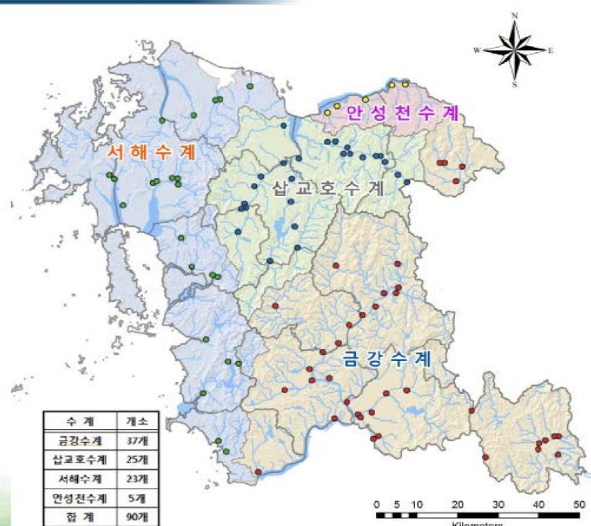 N
W E
S
안성천수계
서해수계
삽교호수계
금강수계
수 계 개소
금강수계 37개
삽교호수계 25개
서해수계 23개
안성천수계 5개
합 계 90개
0 5 10 20 30 40 50
Kilometers